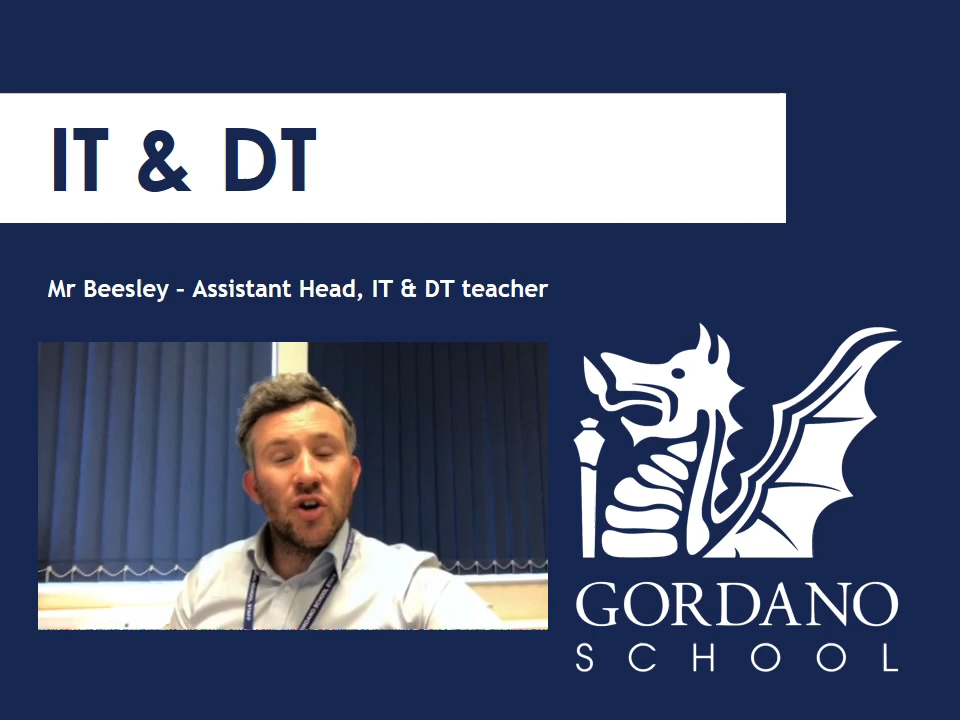 IT & DT
Mr Beesley – Assistant Head, IT & DT teacher
GORDANO
SCHOOL